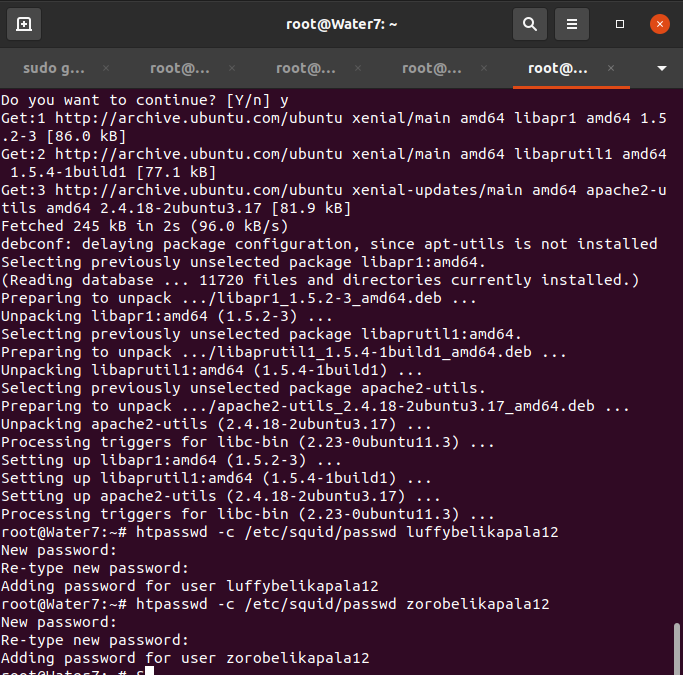 root@Water7: ~
sudo g...
root@...
root@...
root@...
root@...
Do you want to continue? [Y/n] y
Get:1 http://archive.ubuntu.com/ubuntu xenial/main amd64 libapr1 amd64 1.5
.2-3 [86.0 kB]
Get:2 http://archive.ubuntu.com/ubuntu xenial/main amd64 libaprutil1 amd64
 1.5.4-1build1 [77.1 kB]
Get:3 http://archive.ubuntu.com/ubuntu xenial-updates/main amd64 apache2-u
tils amd64 2.4.18-2ubuntu3.17 [81.9 kB]
Fetched 245 kB in 2s (96.0 kB/s)
debconf: delaying package configuration, since apt-utils is not installed
Selecting previously unselected package libapr1:amd64.
(Reading database ... 11720 files and directories currently installed.)
Preparing to unpack .../libapr1_1.5.2-3_amd64.deb ...
Unpacking libapr1:amd64 (1.5.2-3) ...
Selecting previously unselected package libaprutil1:amd64.
Preparing to unpack .../libaprutil1_1.5.4-1build1_amd64.deb ...
Unpacking libaprutil1:amd64 (1.5.4-1build1) ...
Selecting previously unselected package apache2-utils.
Preparing to unpack .../apache2-utils_2.4.18-2ubuntu3.17_amd64.deb ...
Unpacking apache2-utils (2.4.18-2ubuntu3.17) ...
Processing triggers for libc-bin (2.23-0ubuntu11.3) ...
Setting up libapr1:amd64 (1.5.2-3) ...
Setting up libaprutil1:amd64 (1.5.4-1build1) ...
Setting up apache2-utils (2.4.18-2ubuntu3.17) ...
Processing triggers for libc-bin (2.23-0ubuntu11.3) ...
root@Water7:~# htpasswd -c /etc/squid/passwd luffybelikapala12
New password:
Re-type new password:
Adding password for user luffybelikapala12
root@Water7:~# htpasswd -c /etc/squid/passwd zorobelikapala12
New password:
Re-type new password:
Adding password for user zorobelikapala12
root@Water7:~#